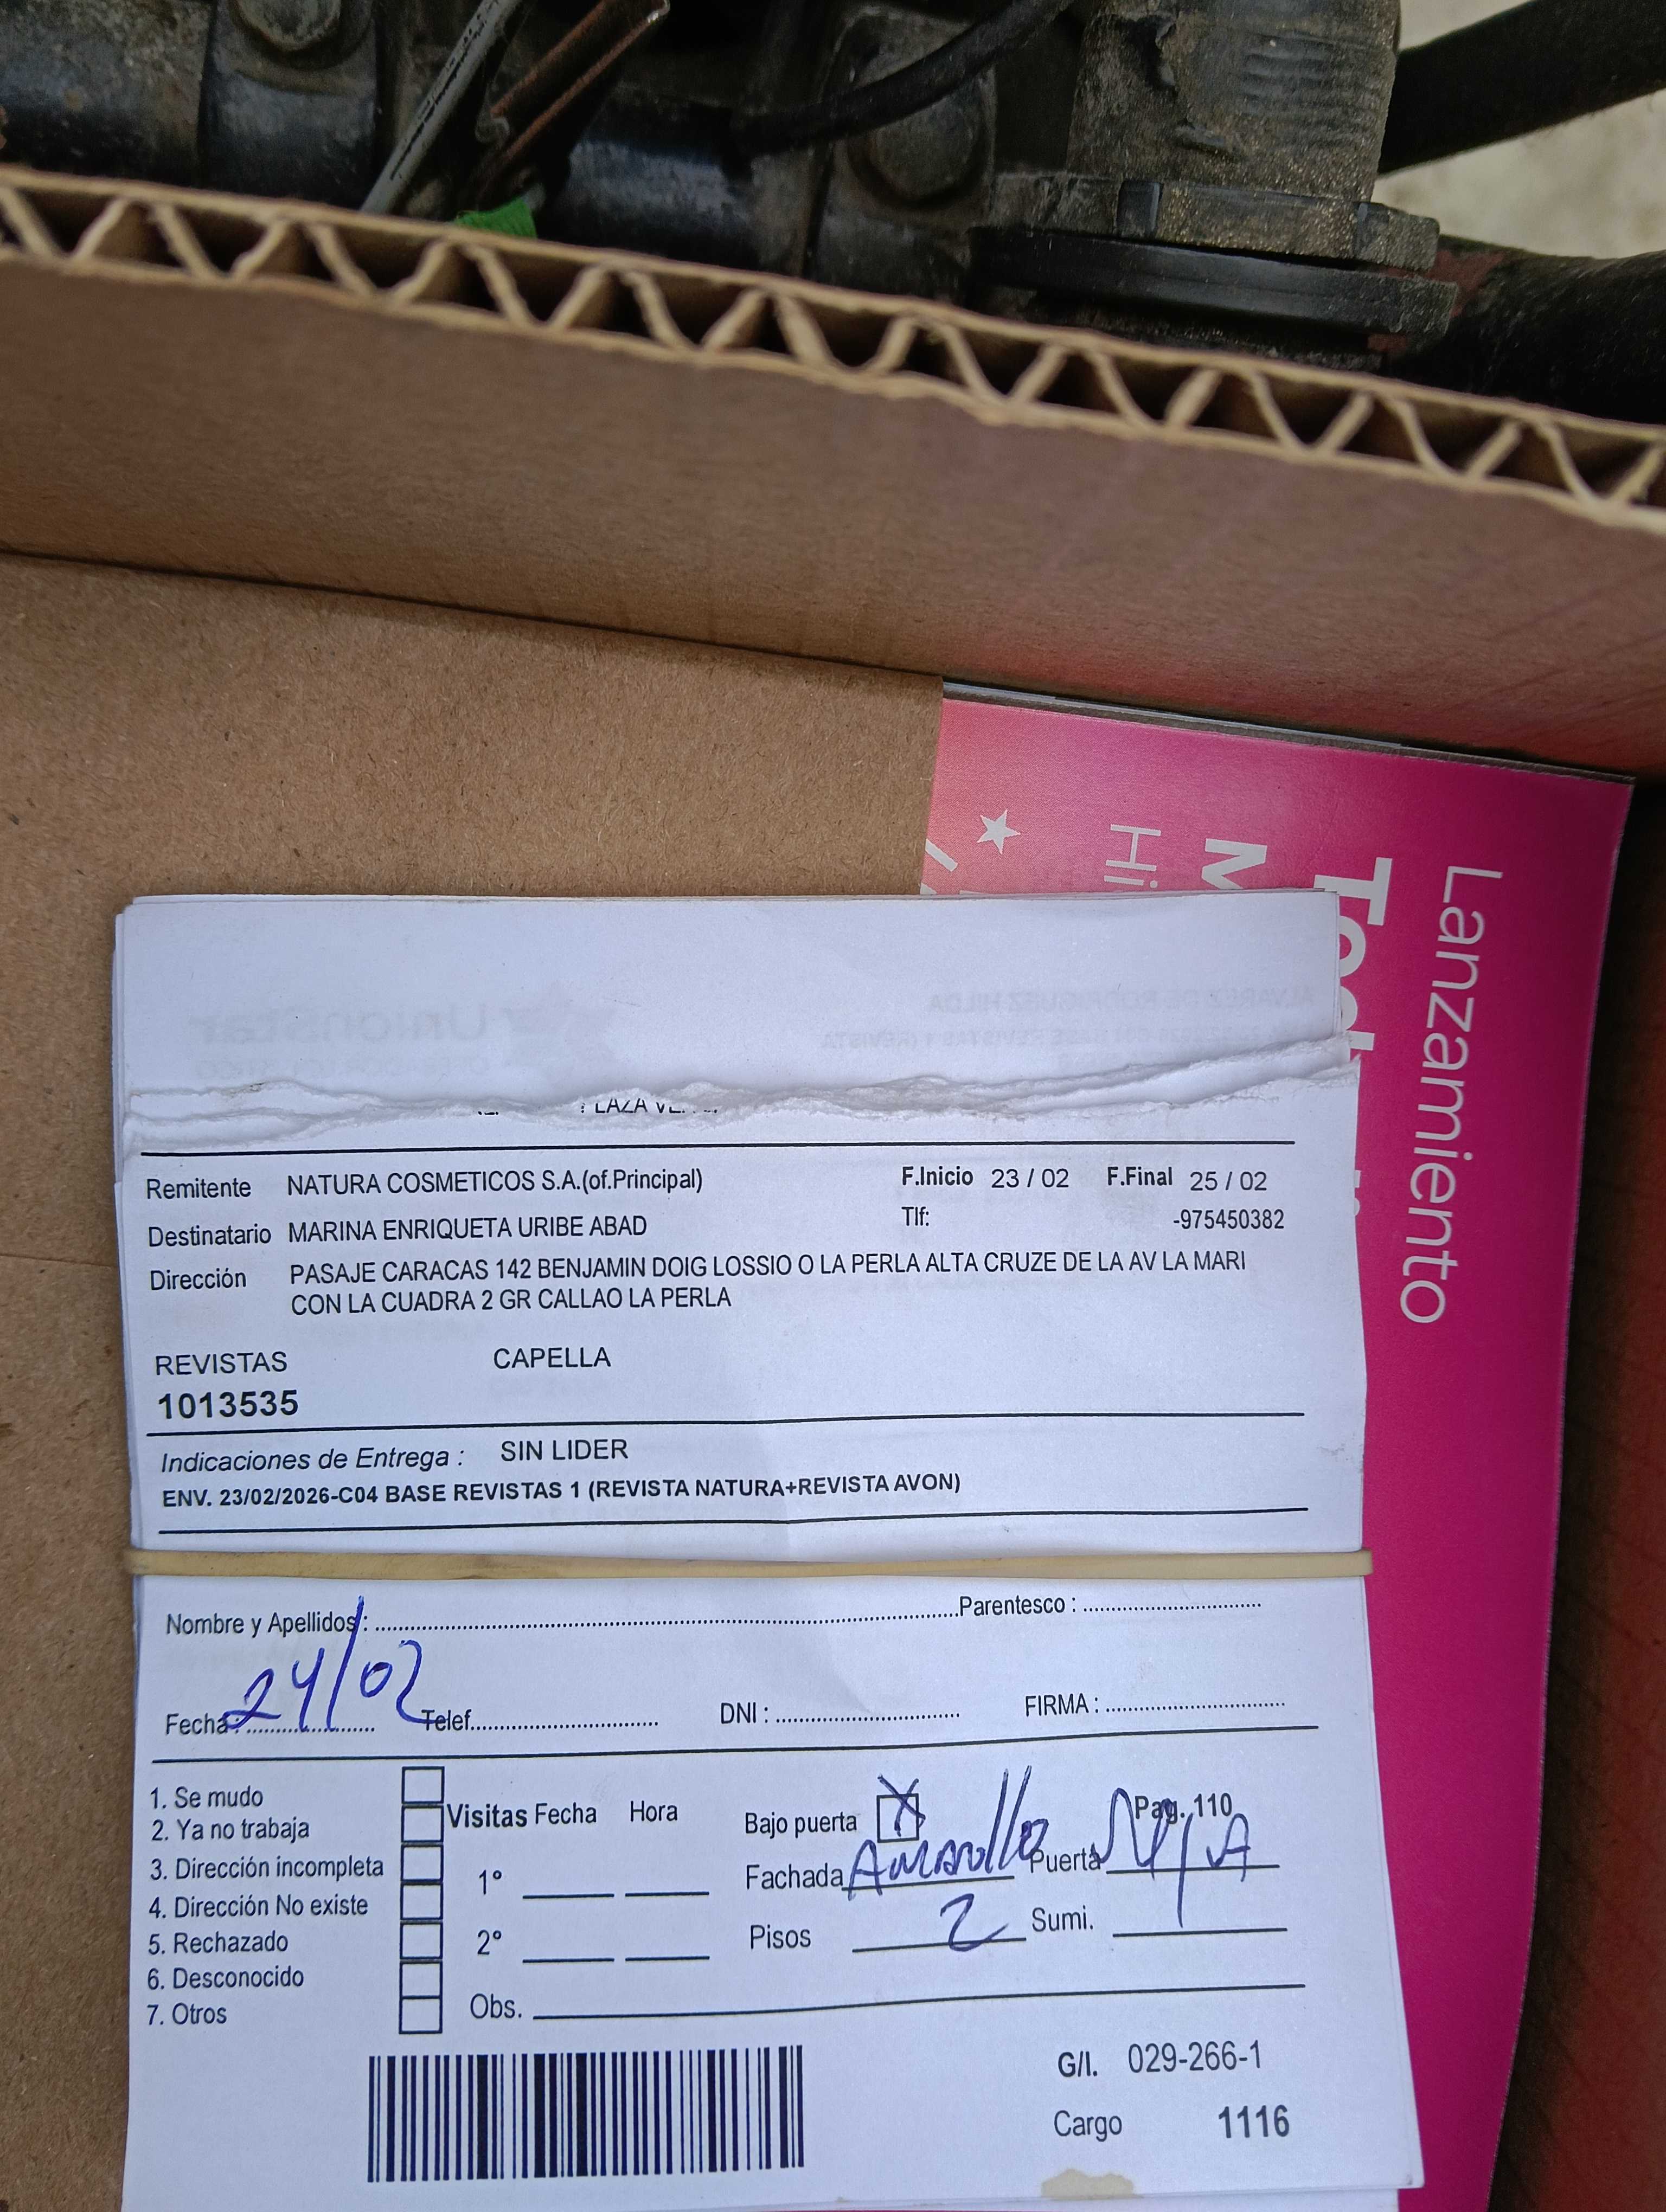 Lanzamiento
Hi
PLAZA
Remitente NATURA COSMETICOS S.A.(of.Principal) F.Inicio 23 / 02 F.Final 25 / 02
Destinatario MARINA ENRIQUETA URIBE ABAD Tlf: -975450382
Dirección PASAJE CARACAS 142 BENJAMIN DOIG LOSSIO O LA PERLA ALTA CRUZE DE LA AV LA MARI
CON LA CUADRA 2 GR CALLAO LA PERLA
REVISTAS CAPELLA
1013535
Indicaciones de Entrega : SIN LIDER
ENV. 23/02/2026-C04 BASE REVISTAS 1 (REVISTA NATURA+REVISTA AVON)
Nombre y Apellidos : Parentesco :
Fecha : 24/02 Telef. DNI : FIRMA :
1. Se mudo
2. Ya no trabaja
3. Dirección incompleta
4. Dirección No existe
5. Rechazado
6. Desconocido
7. Otros
Visitas Fecha Hora
1°
2°
Obs.
Bajo puerta X Pag. 110
Fachada Amarillo Puerta N/A
Pisos 2 Sumi.
G/I. 029-266-1
Cargo 1116